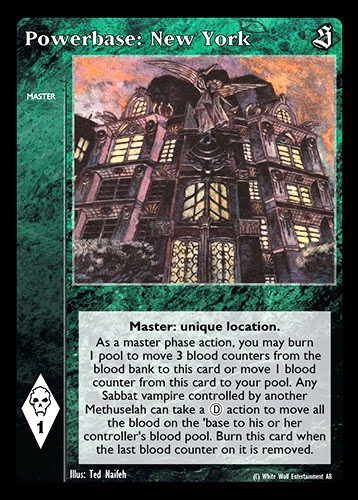 Powerbase: New York
MASTER
Master: unique location.
As a master phase action, you may burn
1 pool to move 3 blood counters from the
blood bank to this card or move 1 blood
counter from this card to your pool. Any
Sabbat vampire controlled by another
Methuselah can take a Ⓓ action to move all
the blood on the 'base to his or her
controller's blood pool. Burn this card when
the last blood counter on it is removed.
1
Illus: Ted Naifeh
(C) White Wolf Entertainment AB